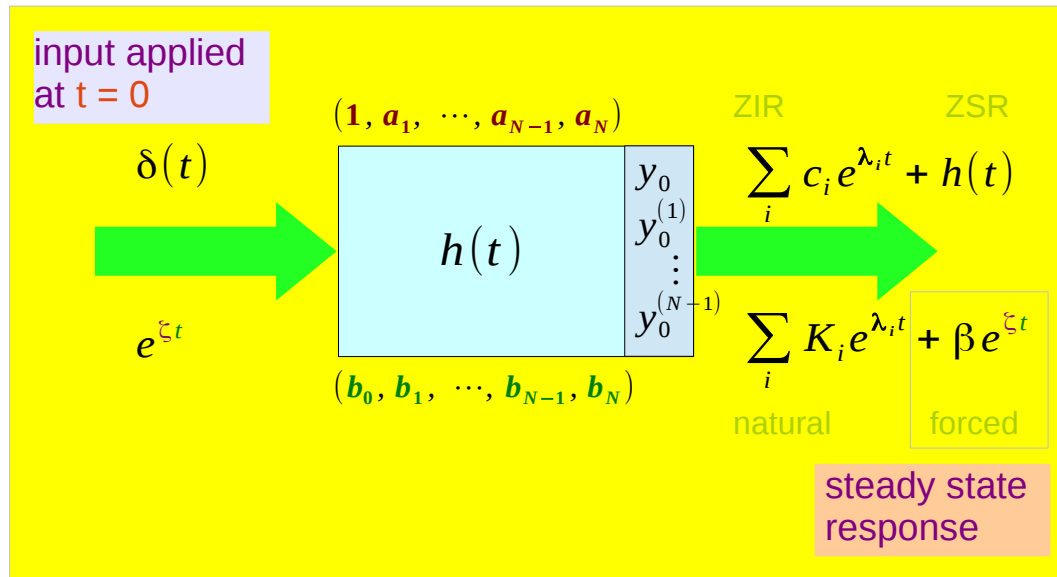 input applied
at t = 0
(1, a₁, ⋯, a_{N−1}, a_N)
ZIR ZSR
δ(t)
y₀
y₀^{(1)}
⋮
y₀^{(N−1)}
h(t)
∑_i c_i e^{λ_i t} + h(t)
e^{ζt}
∑_i K_i e^{λ_i t} + β e^{ζt}
(b₀, b₁, ⋯, b_{N−1}, b_N)
natural forced
steady state
response